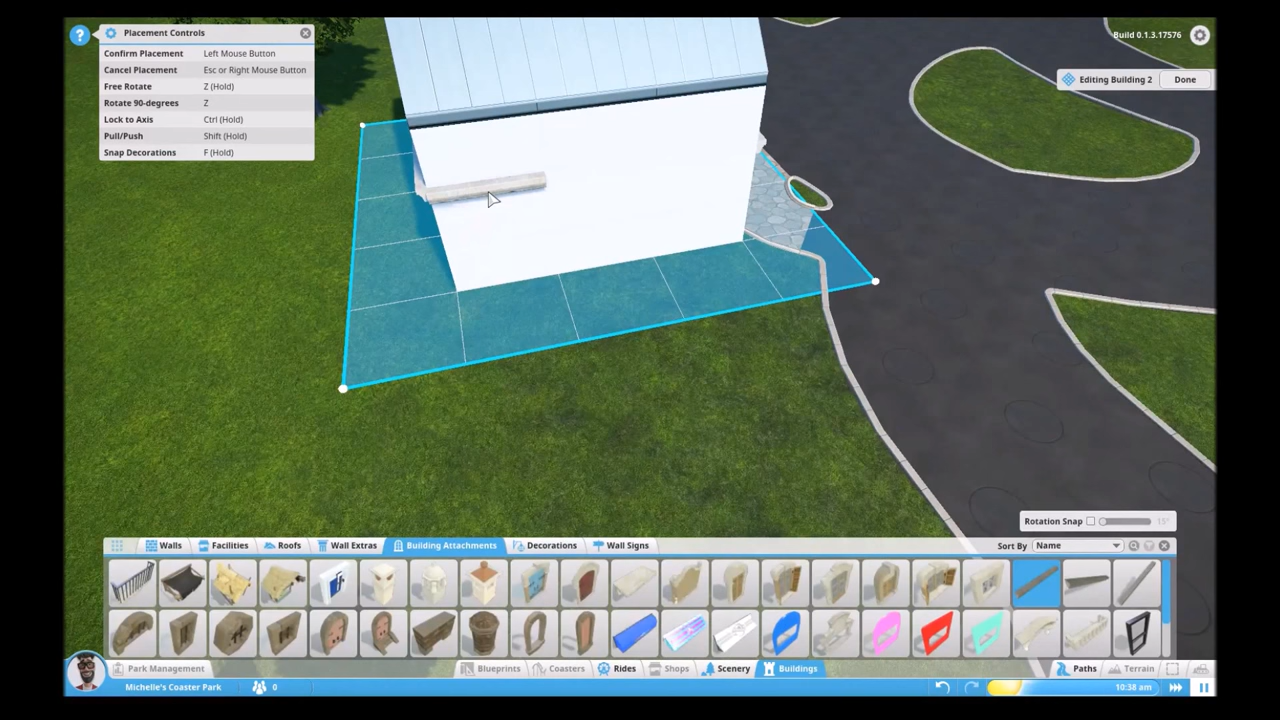 Placement Controls
Confirm Placement Left Mouse Button
Cancel Placement Esc or Right Mouse Button
Free Rotate Z (Hold)
Rotate 90-degrees Z
Lock to Axis Ctrl (Hold)
Pull/Push Shift (Hold)
Snap Decorations F (Hold)
Build 0.1.3.17576
Editing Building 2 Done
Rotation Snap 15°
Walls Facilities Roofs Wall Extras Building Attachments Decorations Wall Signs Sort By Name
Park Management Blueprints Coasters Rides Shops Scenery Buildings Paths Terrain
Michelle's Coaster Park 0 10:38 am